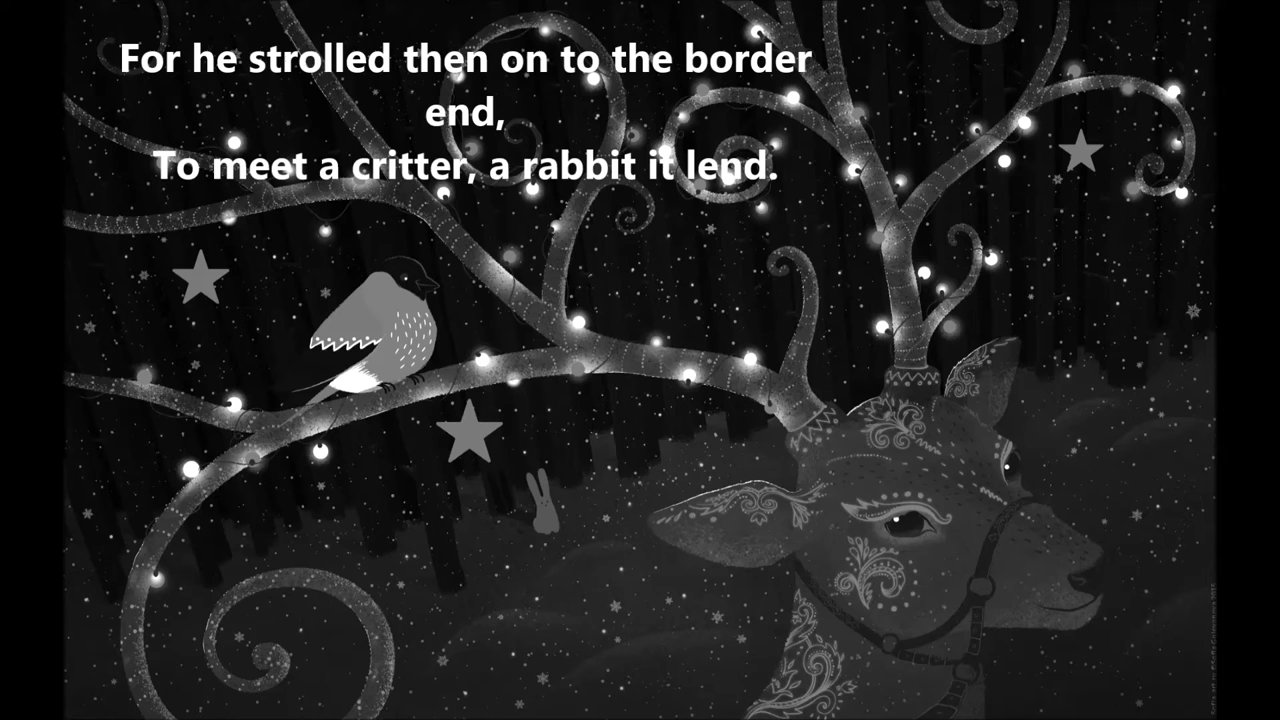 For he strolled then on to the border
end,
To meet a critter, a rabbit it lend.